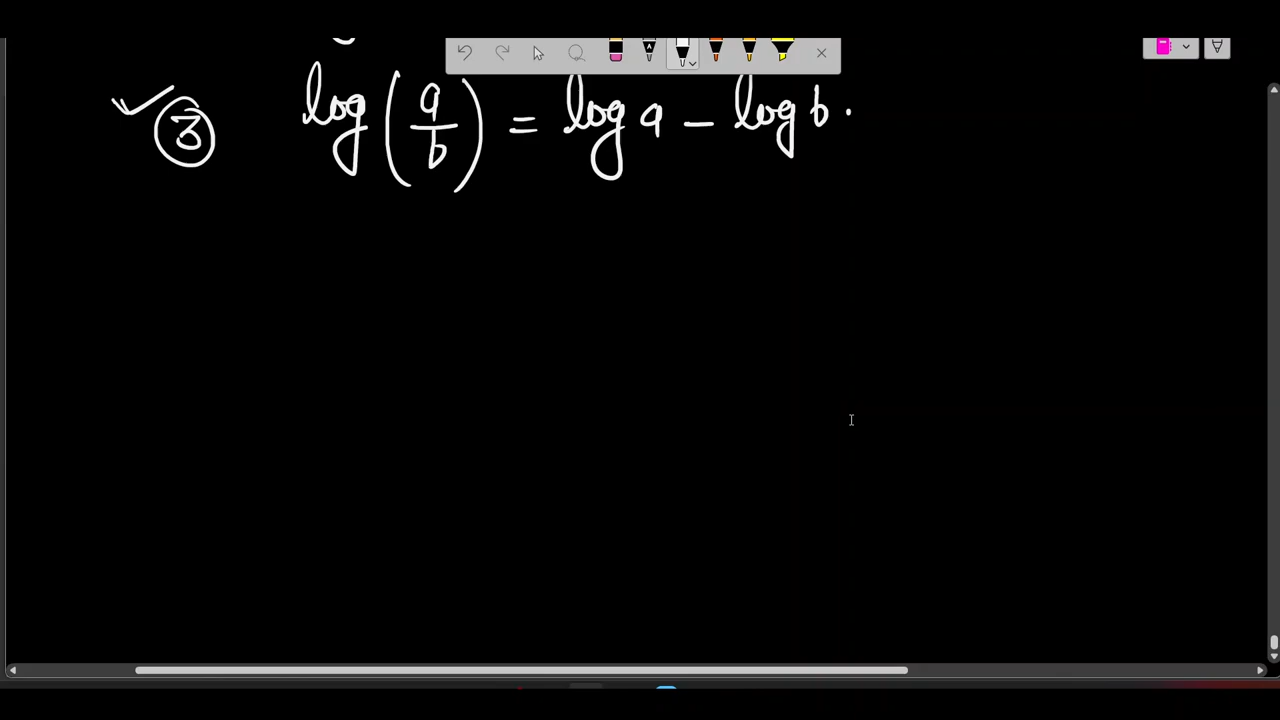 ③ log(a/b) = log a - log b.